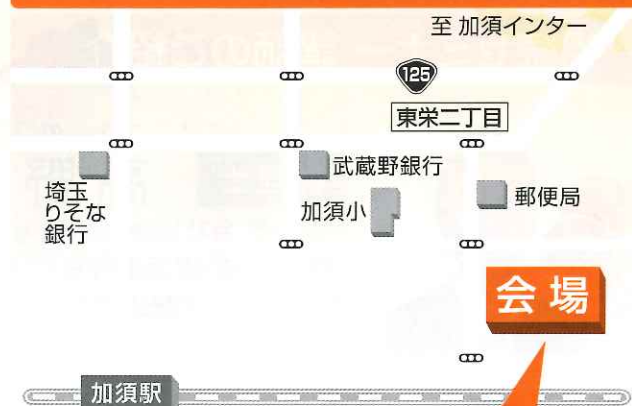 至 加須インター
125
東栄二丁目
武蔵野銀行
埼玉
りそな
銀行
加須小
郵便局
会場
加須駅